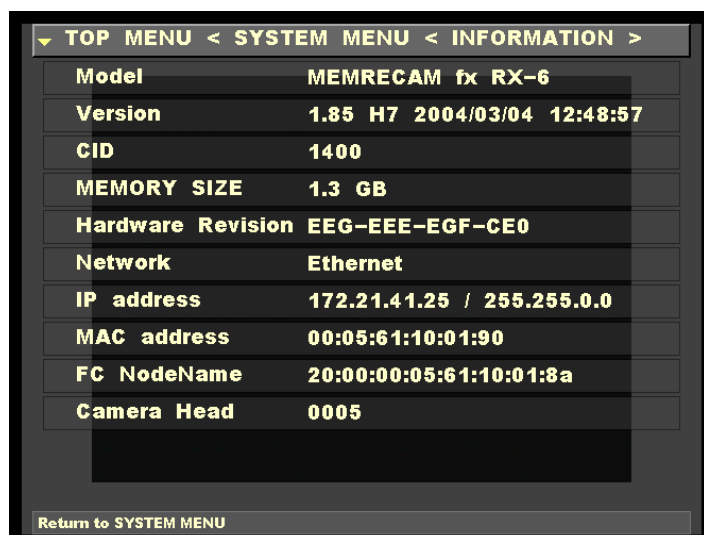 TOP MENU < SYSTEM MENU < INFORMATION >
Model MEMRECAM fx RX-6
Version 1.85 H7 2004/03/04 12:48:57
CID 1400
MEMORY SIZE 1.3 GB
Hardware Revision EEG-EEE-EGF-CE0
Network Ethernet
IP address 172.21.41.25 / 255.255.0.0
MAC address 00:05:61:10:01:90
FC NodeName 20:00:00:05:61:10:01:8a
Camera Head 0005
Return to SYSTEM MENU